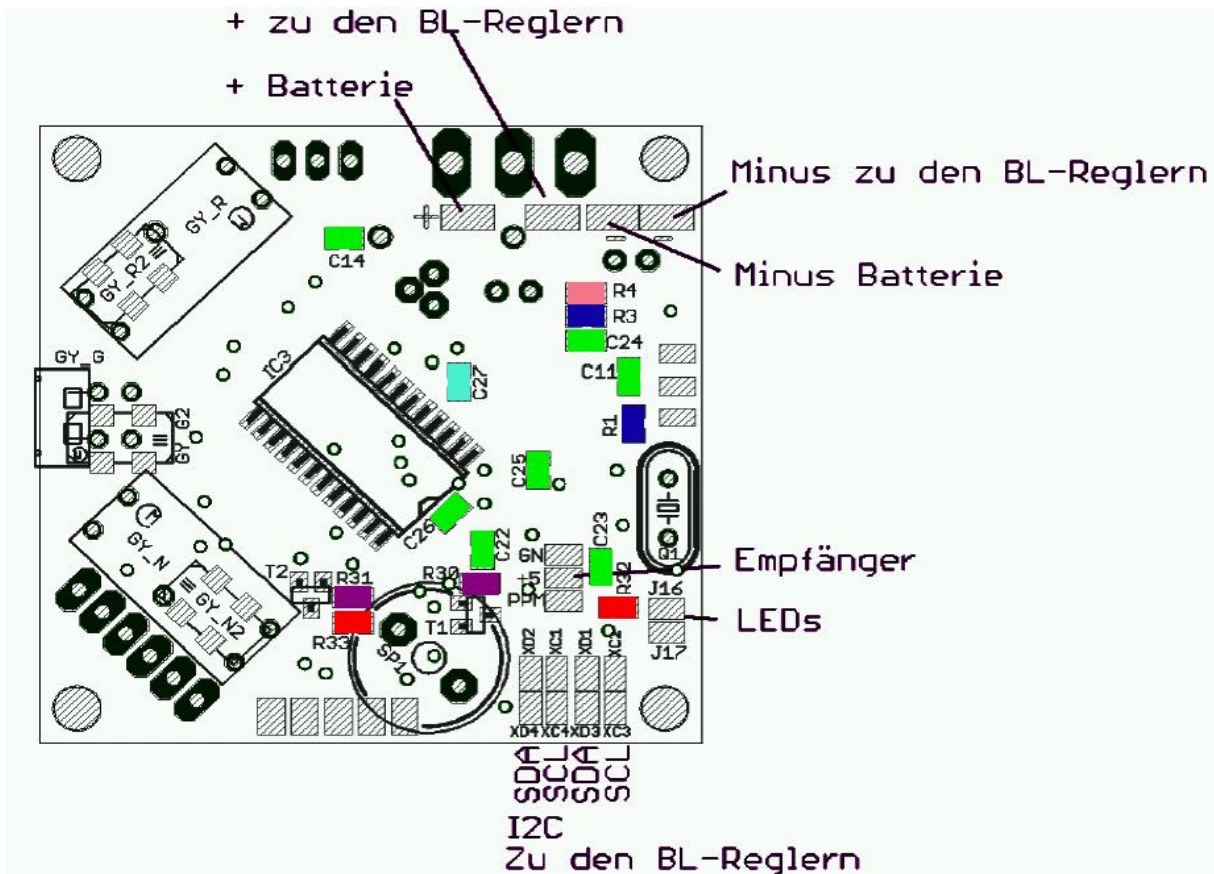 + zu den BL-Reglern
+ Batterie
Minus zu den BL-Reglern
Minus Batterie
+
-
-
GY_R
GY_R2
C14
R4
R3
C24
C11
R1
GY_G
GY_G2
IC3
C27
C25
C26
C22
C23
GN
+5
PPM
Empfänger
Q1
R32
J16
LEDs
J17
GY_N
GY_N2
T2
R31
R33
R30
T1
SP1
XD2
XC1
XD1
XC2
XD4
XC4
XD3
XC3
SDA
SCL
SDA
SCL
I2C
Zu den BL-Reglern